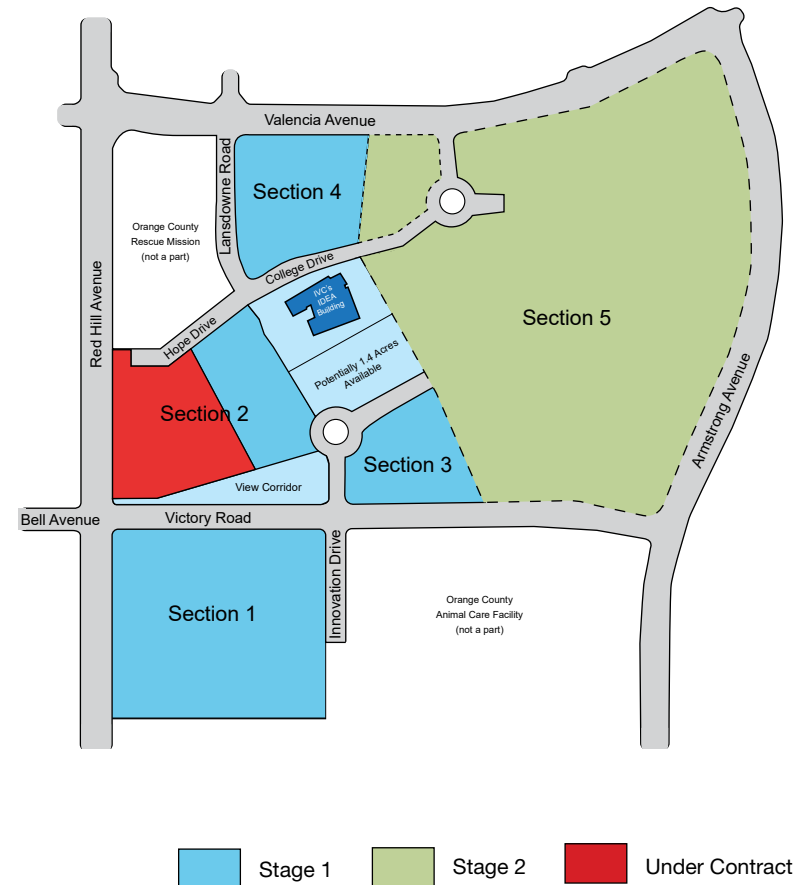 Valencia Avenue
Lansdowne Road
Section 4
Orange County
Rescue Mission
(not a part)
College Drive
IVC's
IDEA
Building
Red Hill Avenue
Hope Drive
Section 5
Potentially 1.4 Acres
Available
Armstrong Avenue
Section 2
Section 3
View Corridor
Bell Avenue
Victory Road
Innovation Drive
Section 1
Orange County
Animal Care Facility
(not a part)
Stage 1
Stage 2
Under Contract